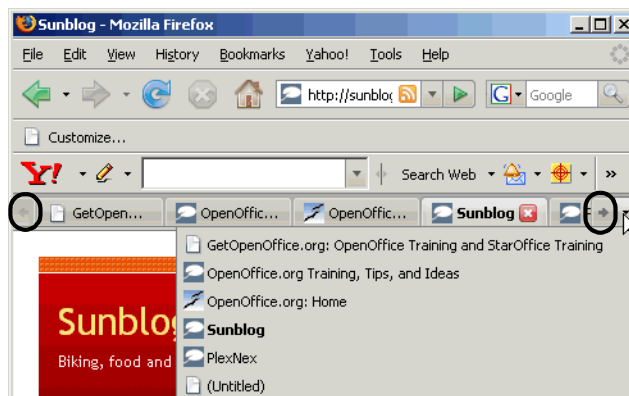 Sunblog - Mozilla Firefox
File Edit View History Bookmarks Yahoo! Tools Help
http://sunblog Google
Customize...
Y! Search Web »
GetOpen... OpenOffic... OpenOffic... Sunblog
GetOpenOffice.org: OpenOffice Training and StarOffice Training
OpenOffice.org Training, Tips, and Ideas
OpenOffice.org: Home
Sunblog
PlexNex
(Untitled)
Sunblog
Biking, food and